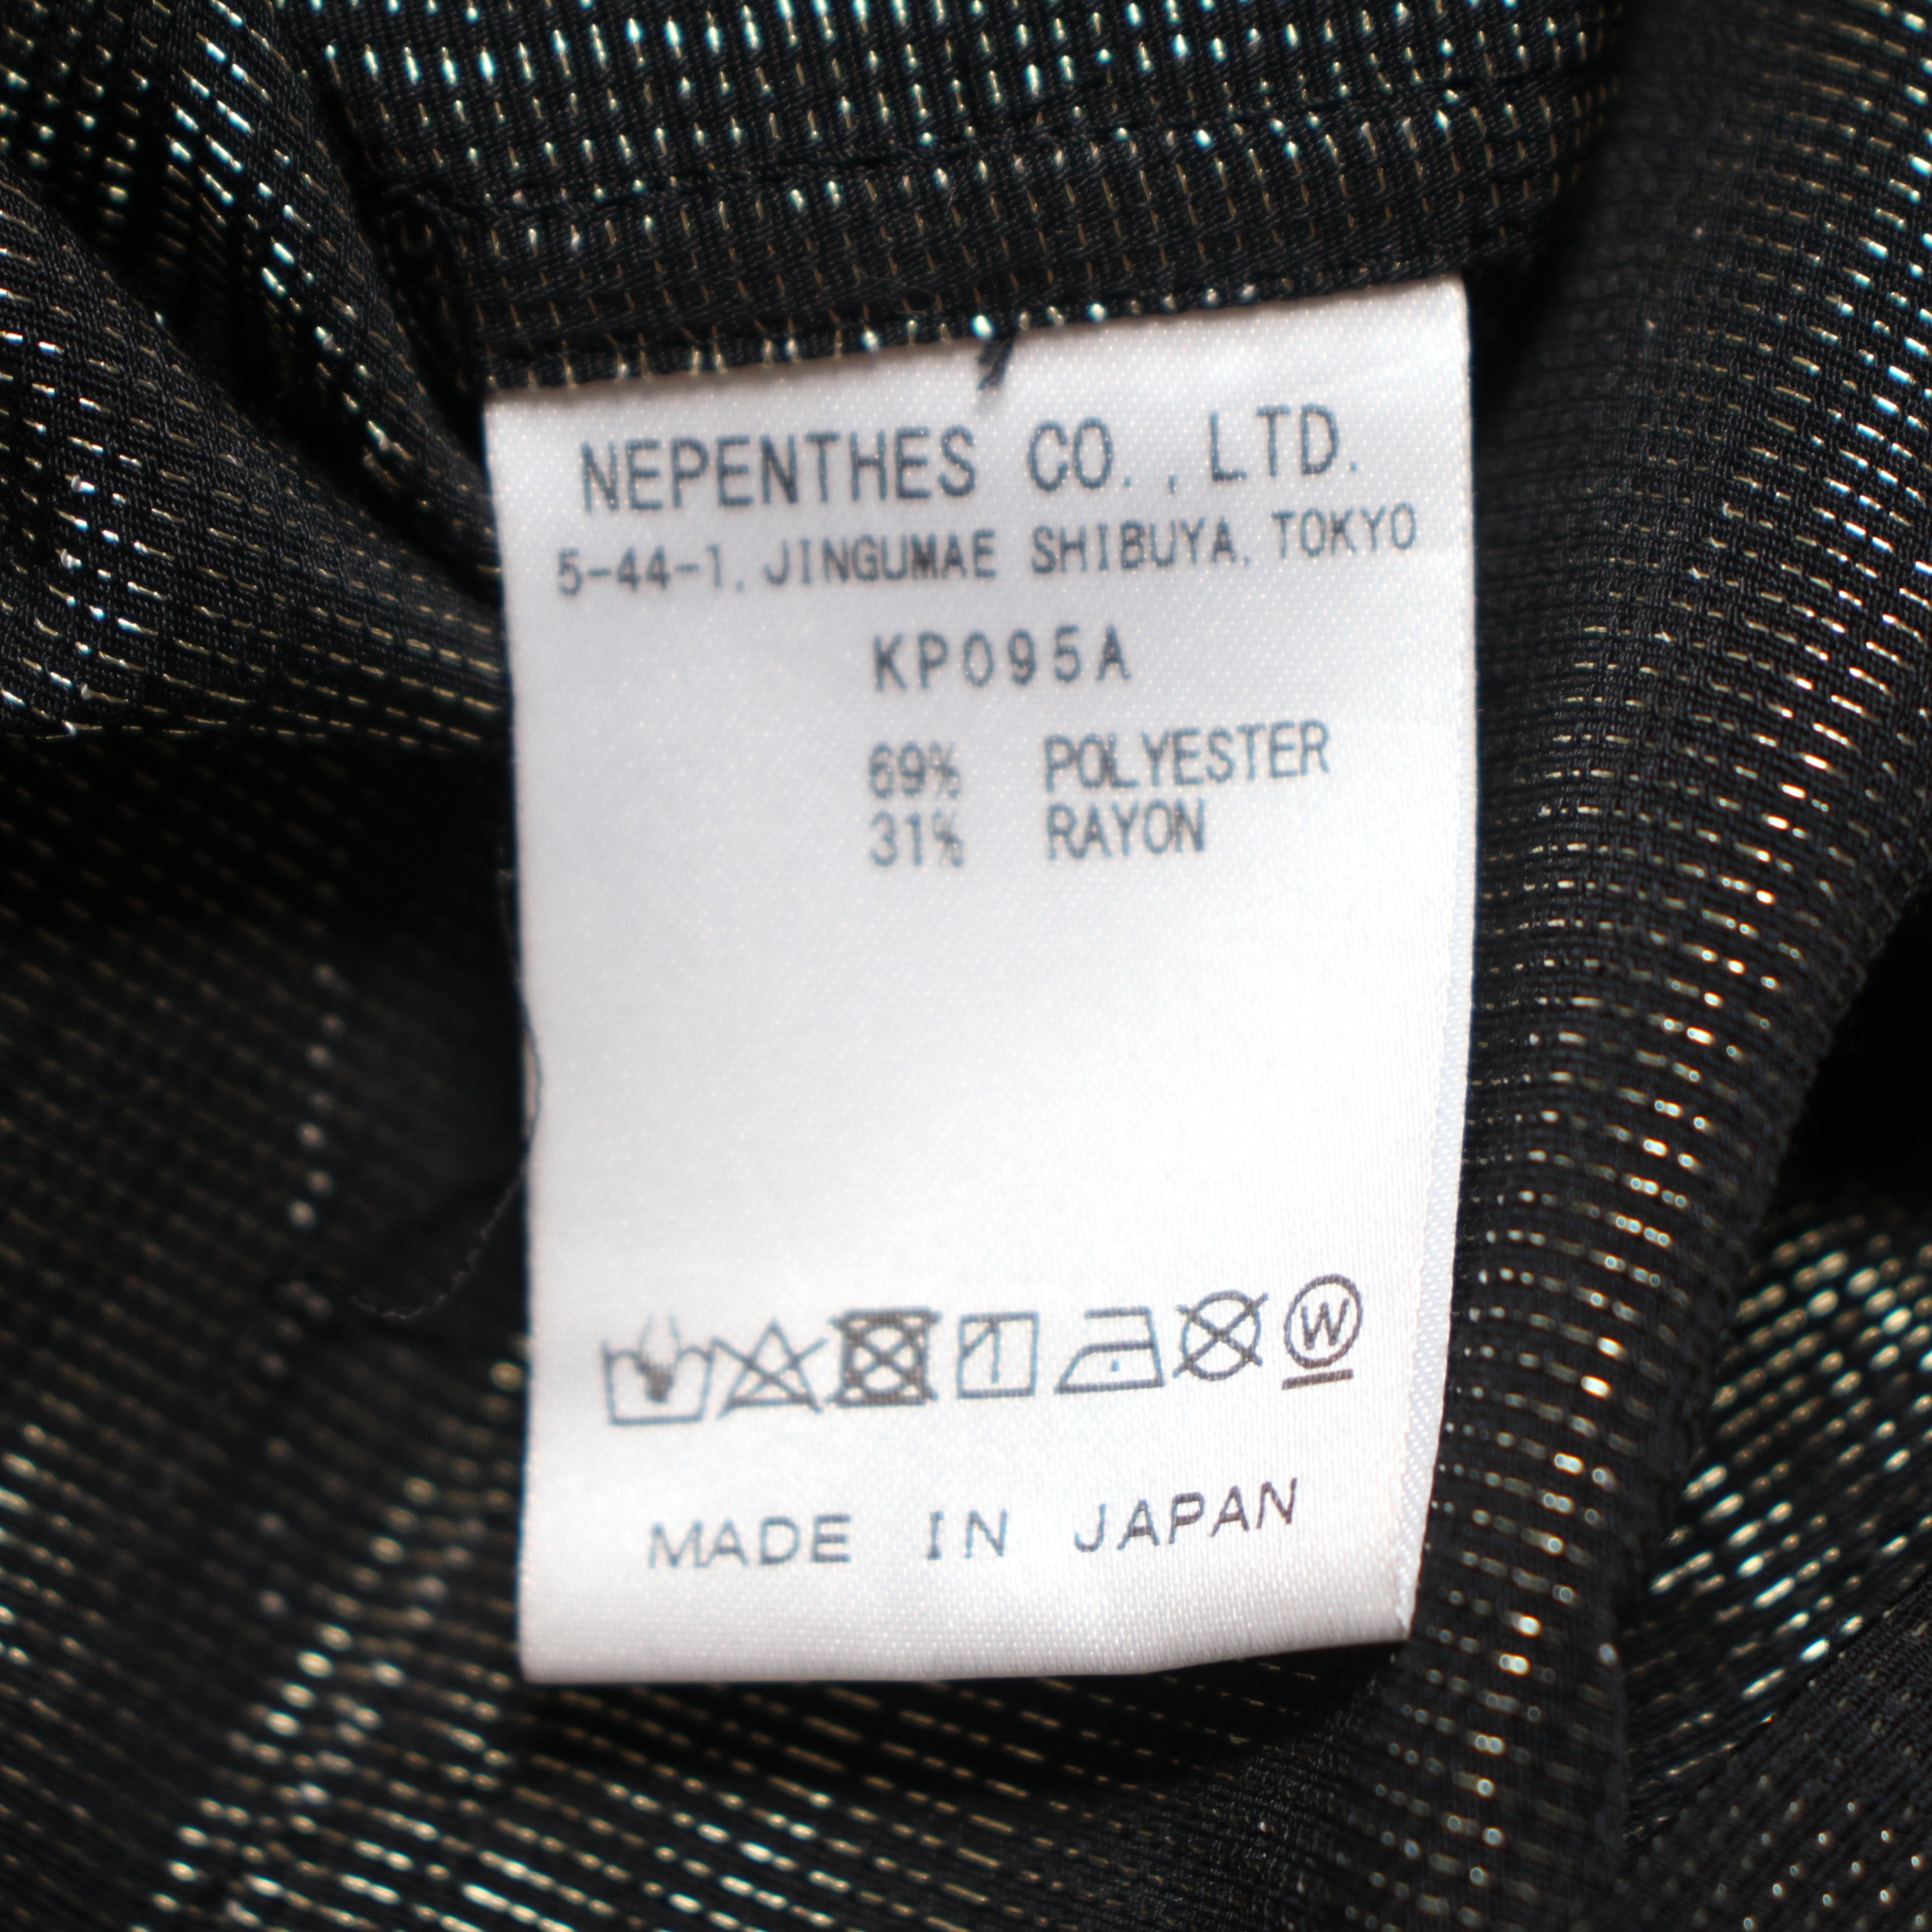 NEPENTHES CO., LTD.
5-44-1, JINGUMAE SHIBUYA, TOKYO
KP095A
69% POLYESTER
31% RAYON
W
MADE IN JAPAN